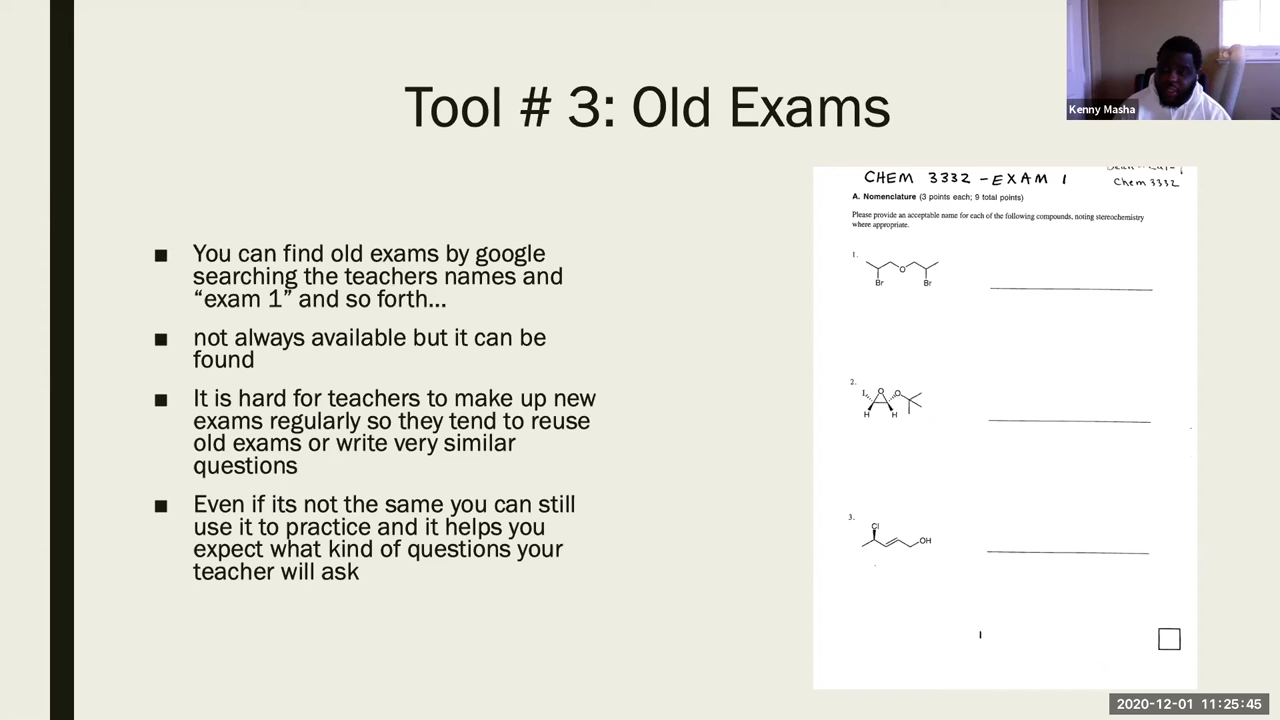 Tool # 3: Old Exams
Kenny Masha
■ You can find old exams by google
searching the teachers names and
“exam 1” and so forth…
■ not always available but it can be
found
■ It is hard for teachers to make up new
exams regularly so they tend to reuse
old exams or write very similar
questions
■ Even if its not the same you can still
use it to practice and it helps you
expect what kind of questions your
teacher will ask
CHEM 3332 - EXAM 1
Chem 3332
A. Nomenclature (3 points each; 9 total points)
Please provide an acceptable name for each of the following compounds, noting stereochemistry
where appropriate.
1.
O
Br Br
2.
I O O
H H
3.
Cl
OH
1
2020-12-01 11:25:45